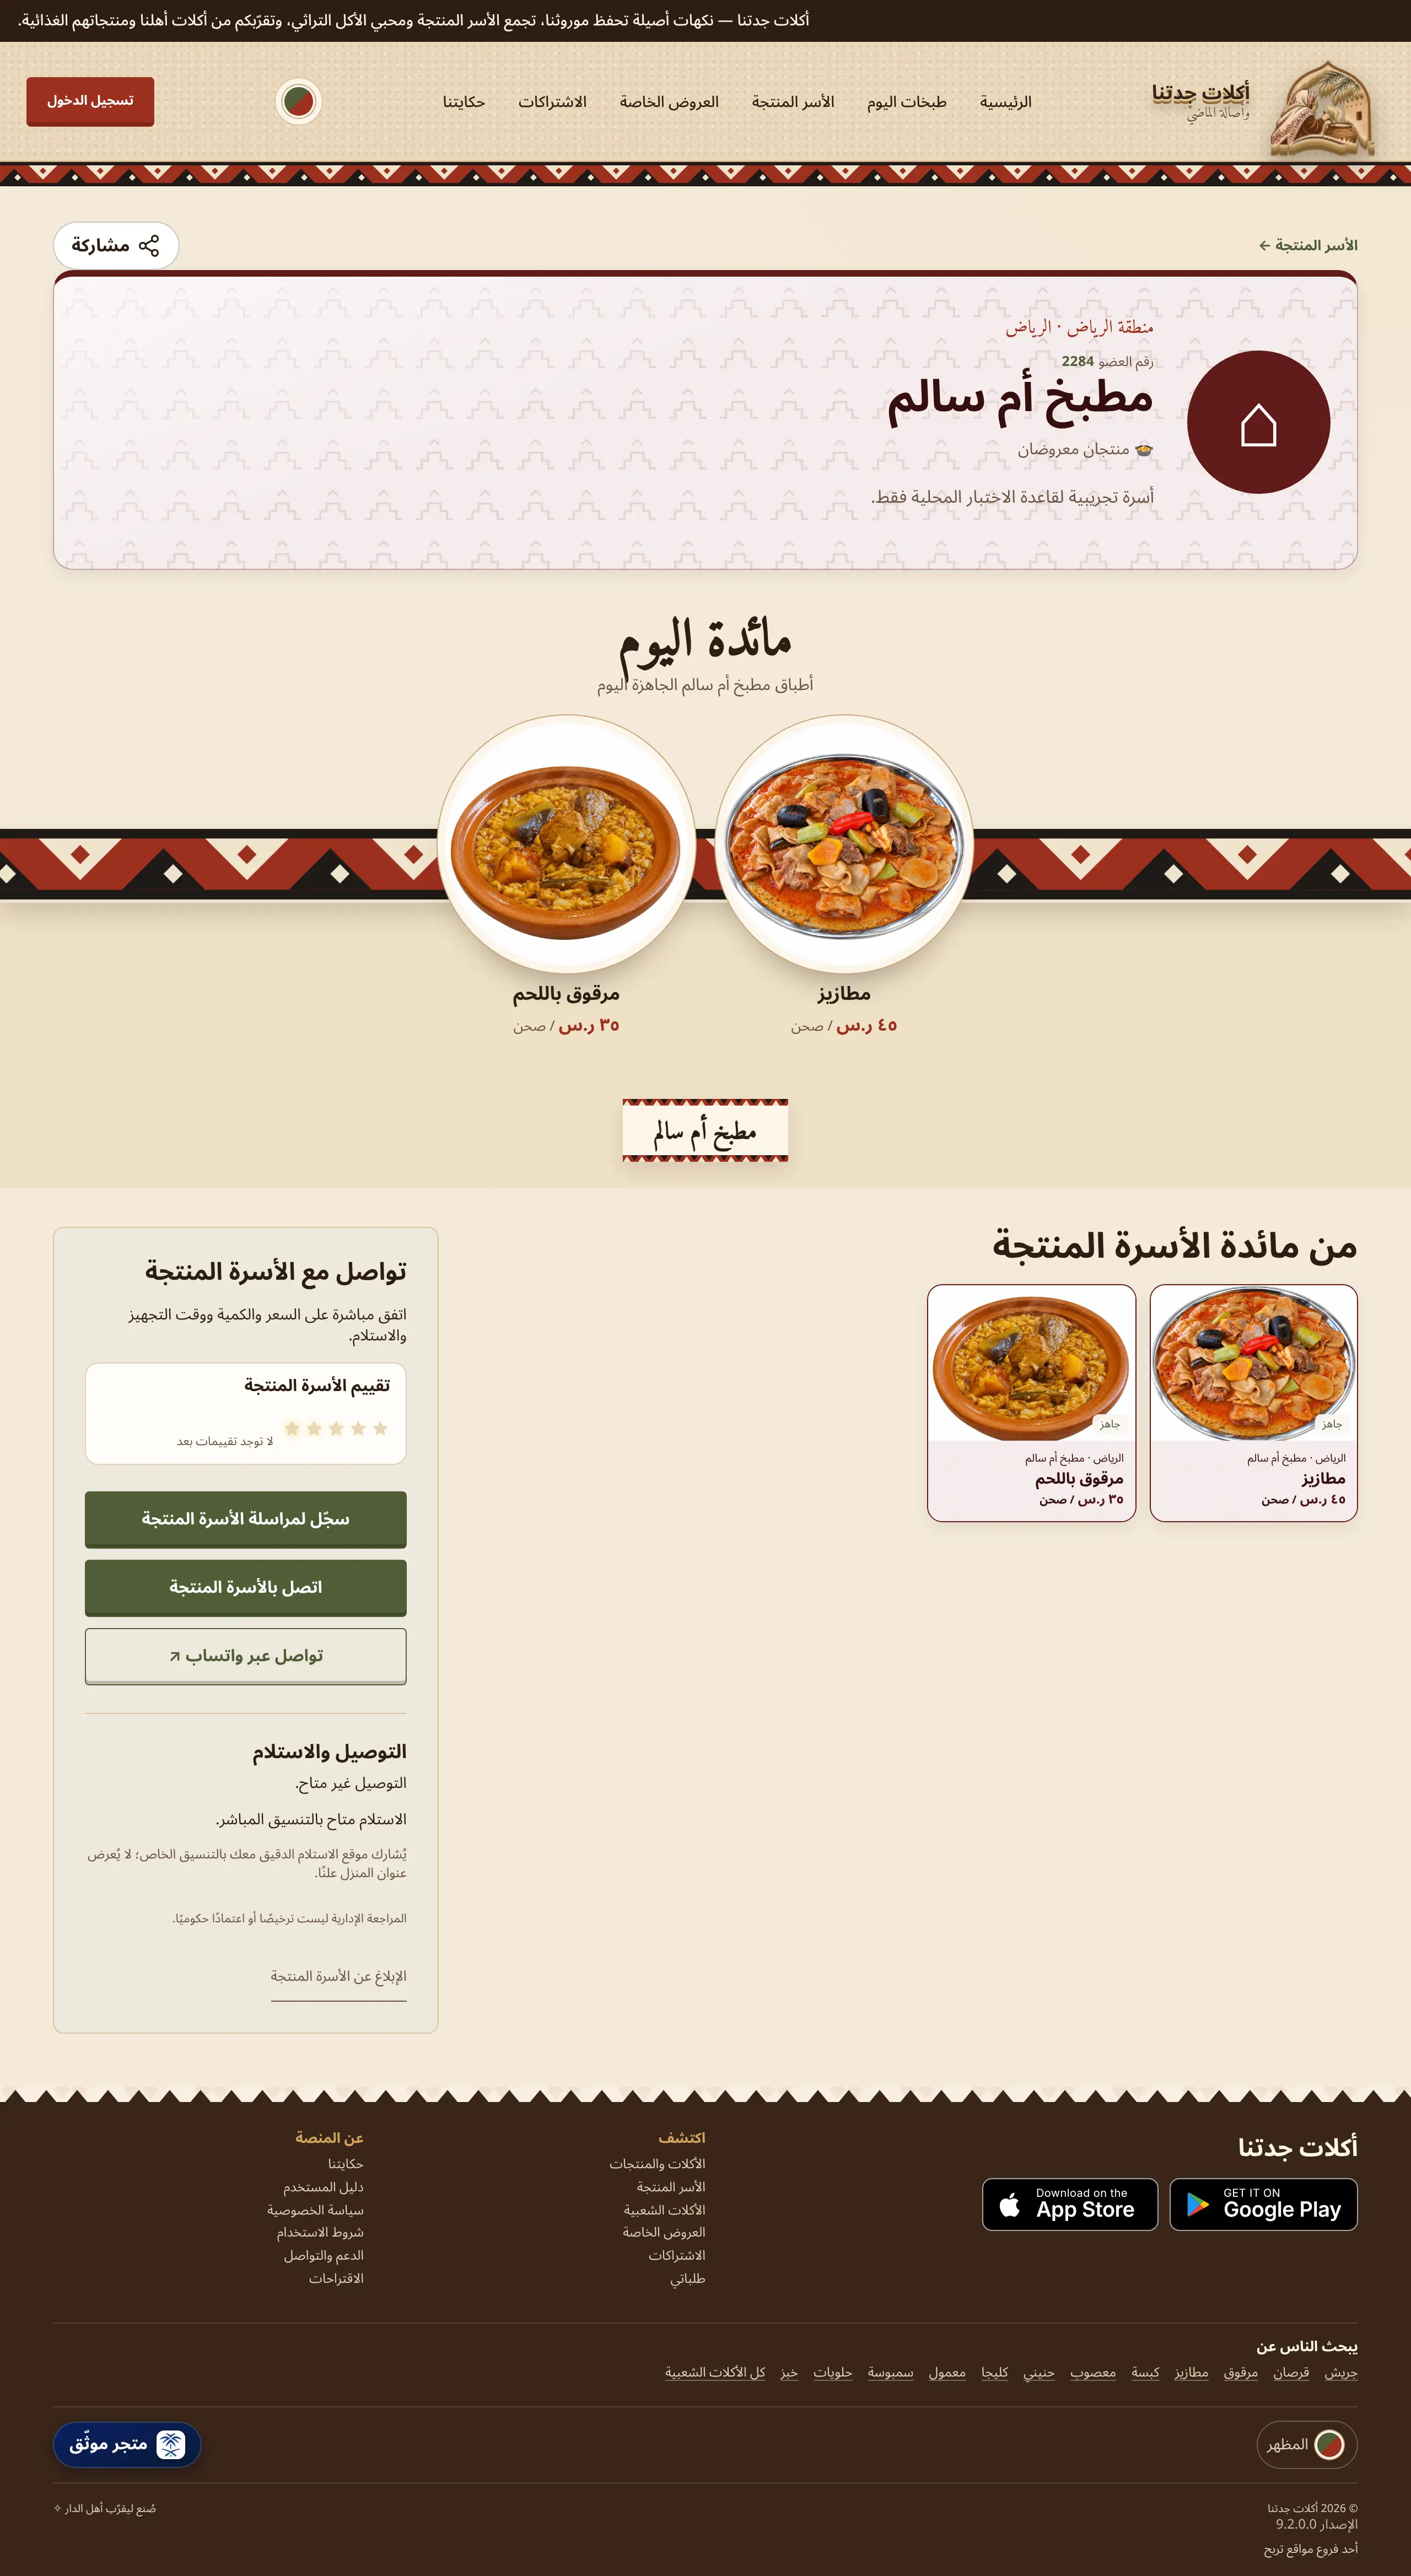 أكلات جدتنا — نكهات أصيلة تحفظ موروثنا، تجمع الأسر المنتجة ومحبي الأكل التراثي، وتقرّبكم من أكلات أهلنا ومنتجاتهم الغذائية.
أكلات جدتنا
وأصالة الماضي
الرئيسية
طبخات اليوم
الأسر المنتجة
العروض الخاصة
الاشتراكات
حكايتنا
تسجيل الدخول
الأسر المنتجة ←
مشاركة
منطقة الرياض · الرياض
رقم العضو 2284
مطبخ أم سالم
منتجان معروضان
أسرة تجريبية لقاعدة الاختبار المحلية فقط.
مائدة اليوم
أطباق مطبخ أم سالم الجاهزة اليوم
مطازيز
٤٥ ر.س / صحن
مرقوق باللحم
٣٥ ر.س / صحن
مطبخ أم سالم
من مائدة الأسرة المنتجة
جاهز
الرياض · مطبخ أم سالم
مطازيز
٤٥ ر.س / صحن
جاهز
الرياض · مطبخ أم سالم
مرقوق باللحم
٣٥ ر.س / صحن
تواصل مع الأسرة المنتجة
اتفق مباشرة على السعر والكمية ووقت التجهيز
والاستلام.
تقييم الأسرة المنتجة
لا توجد تقييمات بعد
سجّل لمراسلة الأسرة المنتجة
اتصل بالأسرة المنتجة
تواصل عبر واتساب ↗
التوصيل والاستلام
التوصيل غير متاح.
الاستلام متاح بالتنسيق المباشر.
يُشارك موقع الاستلام الدقيق معك بالتنسيق الخاص؛ لا يُعرض
عنوان المنزل علنًا.
المراجعة الإدارية ليست ترخيصًا أو اعتمادًا حكوميًا.
الإبلاغ عن الأسرة المنتجة
أكلات جدتنا
GET IT ON
Google Play
Download on the
App Store
اكتشف
الأكلات والمنتجات
الأسر المنتجة
الأكلات الشعبية
العروض الخاصة
الاشتراكات
طلباتي
عن المنصة
حكايتنا
دليل المستخدم
سياسة الخصوصية
شروط الاستخدام
الدعم والتواصل
الاقتراحات
يبحث الناس عن
جريش قرصان مرقوق مطازيز كبسة معصوب حنيني كليجا معمول سمبوسة حلويات خبز كل الأكلات الشعبية
المظهر
متجر موثّق
© 2026 أكلات جدتنا
الإصدار 9.2.0.0
أحد فروع مواقع تربح
صُنع ليقرّب أهل الدار ✧